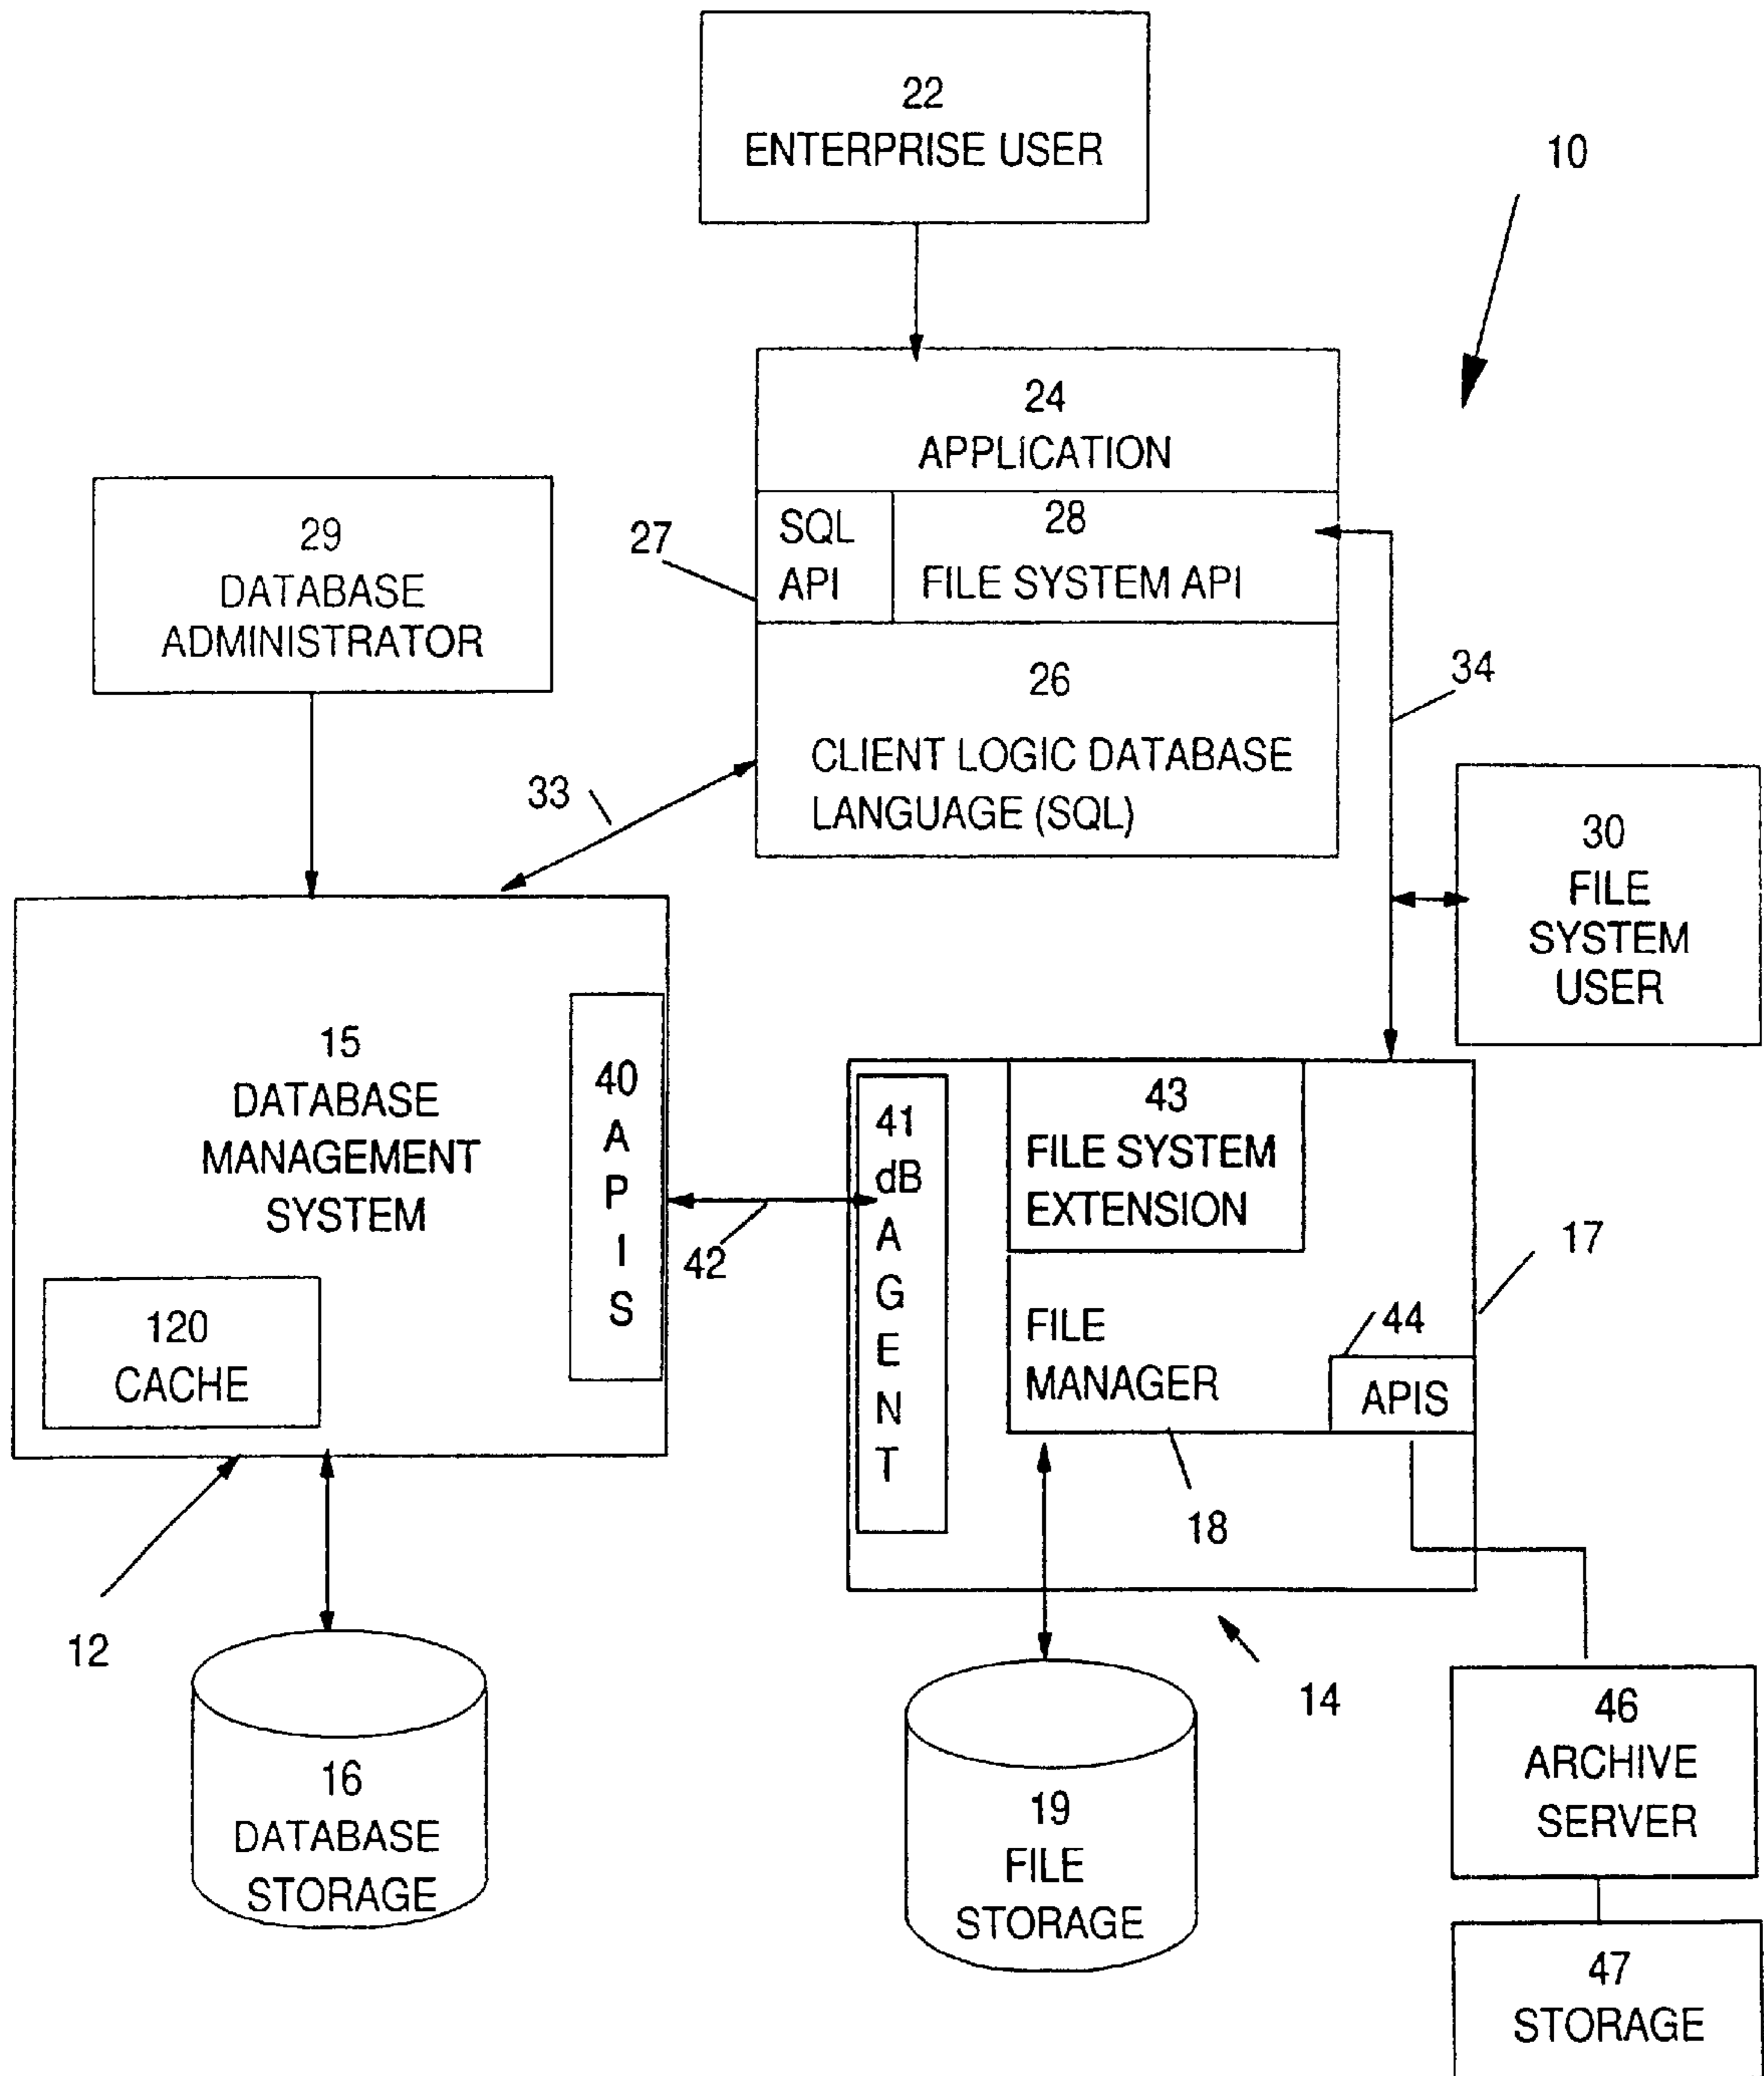 22
ENTERPRISE USER
10
24
APPLICATION
27
SQL
API
28
FILE SYSTEM API
29
DATABASE
ADMINISTRATOR
26
CLIENT LOGIC DATABASE
LANGUAGE (SQL)
33
34
30
FILE
SYSTEM
USER
15
DATABASE
MANAGEMENT
SYSTEM
40
A
P
I
S
120
CACHE
42
41
dB
A
G
E
N
T
43
FILE SYSTEM
EXTENSION
17
FILE
MANAGER
44
APIS
18
12
14
16
DATABASE
STORAGE
19
FILE
STORAGE
46
ARCHIVE
SERVER
47
STORAGE